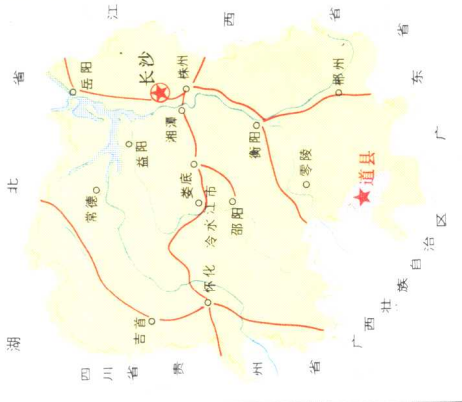 湖北省
江西省
广东省
广西壮族自治区
贵州省
四川省
岳阳
长沙
株州
湘潭
益阳
常德
娄底
冷水江市
邵阳
衡阳
郴州
零陵
道县
怀化
吉首